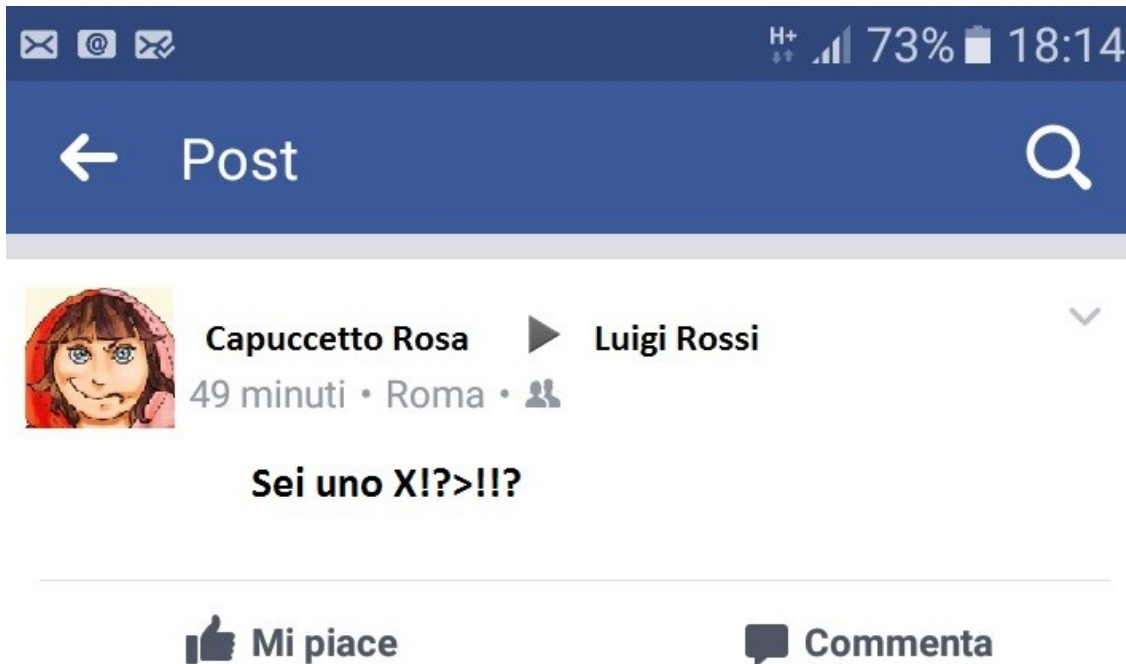 H+ 73% 18:14
Post
Capuccetto Rosa Luigi Rossi
49 minuti • Roma •
Sei uno X!?>!!?
Mi piace Commenta